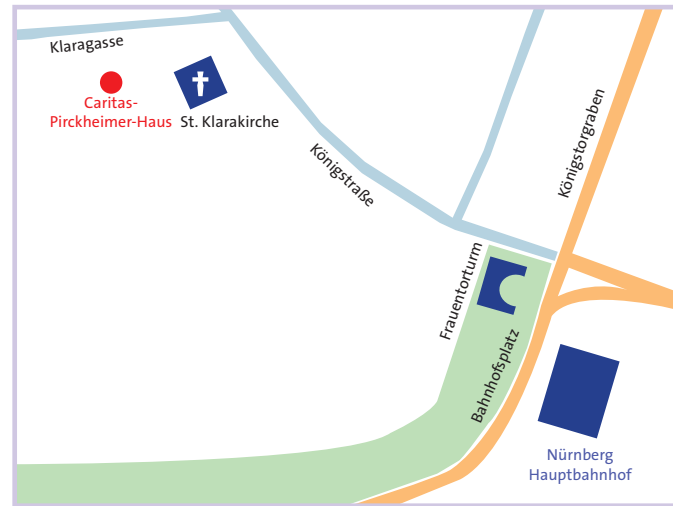 Klaragasse
Caritas-
Pirckheimer-Haus
St. Klarakirche
Königstraße
Königstorgraben
Frauentorturm
Bahnhofsplatz
Nürnberg
Hauptbahnhof